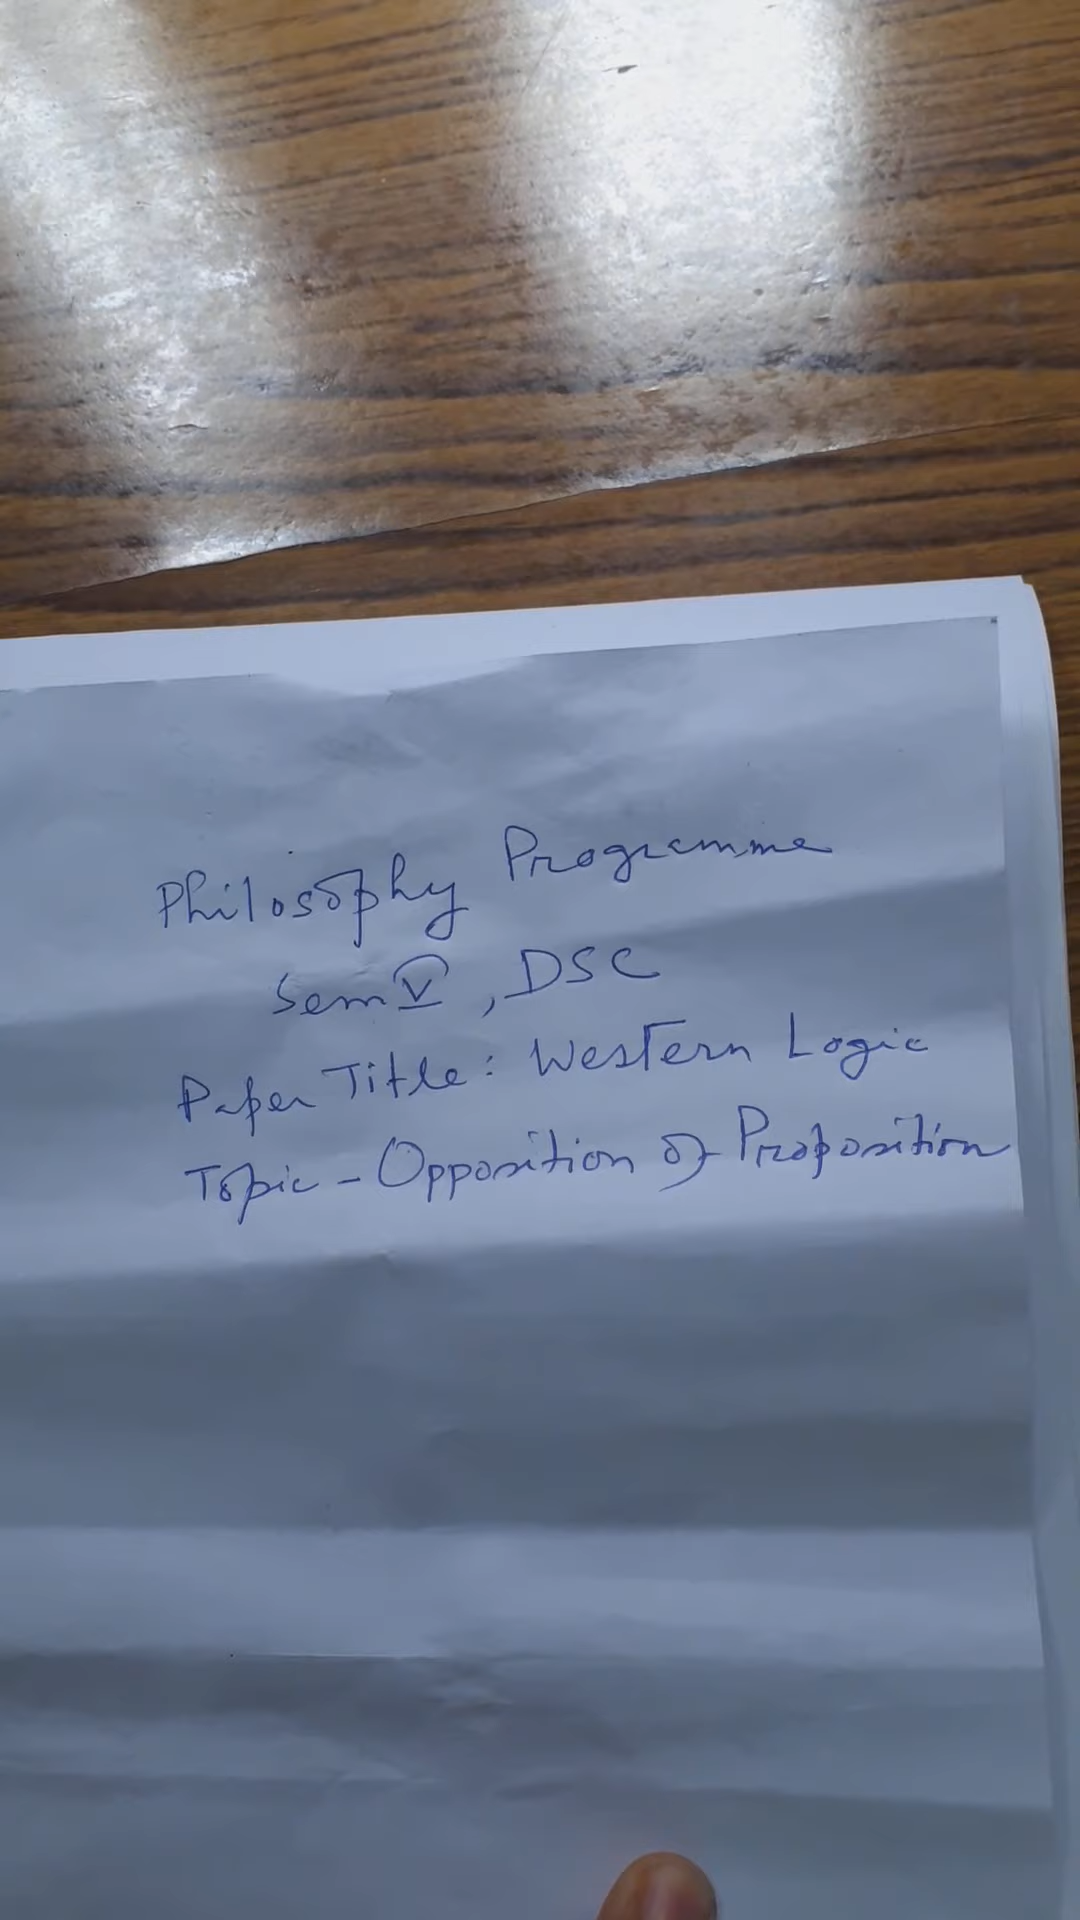 Philosophy Programme
Sem V, DSC
Paper Title: Western Logic
Topic - Opposition of Proposition